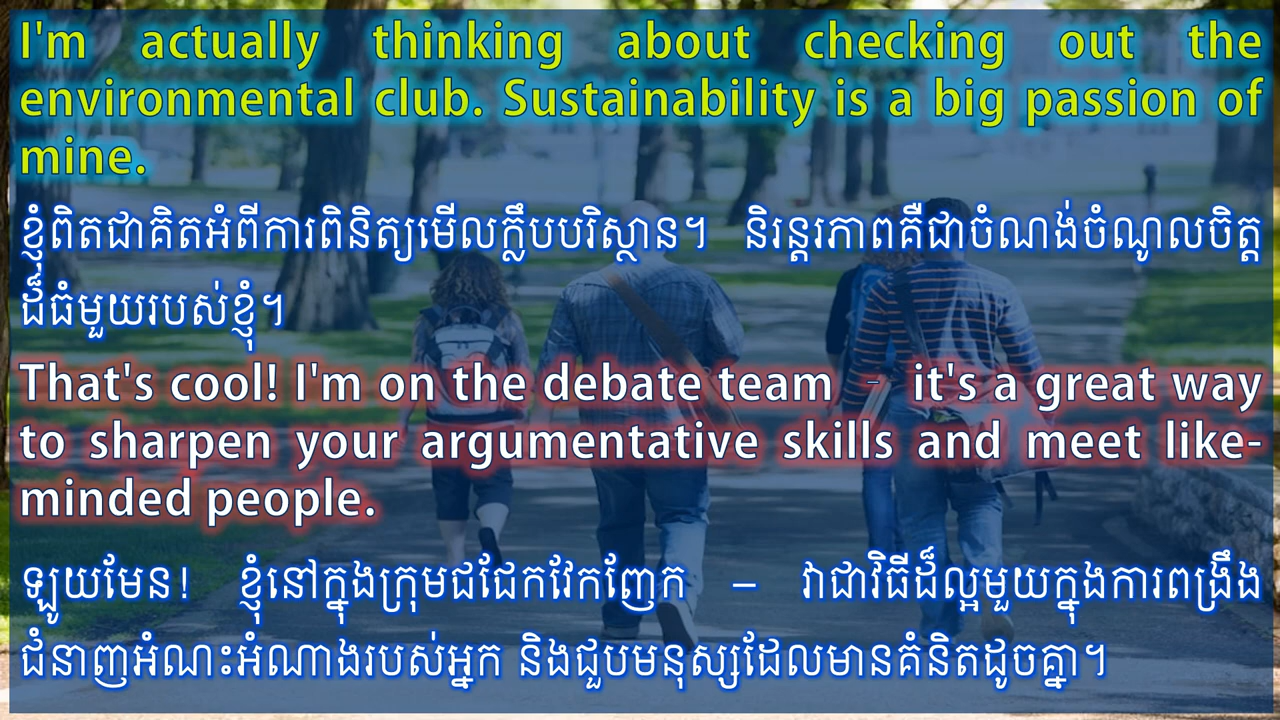 I'm actually thinking about checking out the
environmental club. Sustainability is a big passion of
mine.
ខ្ញុំពិតជាគិតអំពីការពិនិត្យមើលក្លឹបបរិស្ថាន។ និរន្តរភាពគឺជាចំណង់ចំណូលចិត្ត
ដ៏ធំមួយរបស់ខ្ញុំ។
That's cool! I'm on the debate team - it's a great way
to sharpen your argumentative skills and meet like-
minded people.
ឡូយមែន! ខ្ញុំនៅក្នុងក្រុមជជែកវែកញែក – វាជាវិធីដ៏ល្អមួយក្នុងការពង្រឹង
ជំនាញអំណះអំណាងរបស់អ្នក និងជួបមនុស្សដែលមានគំនិតដូចគ្នា។